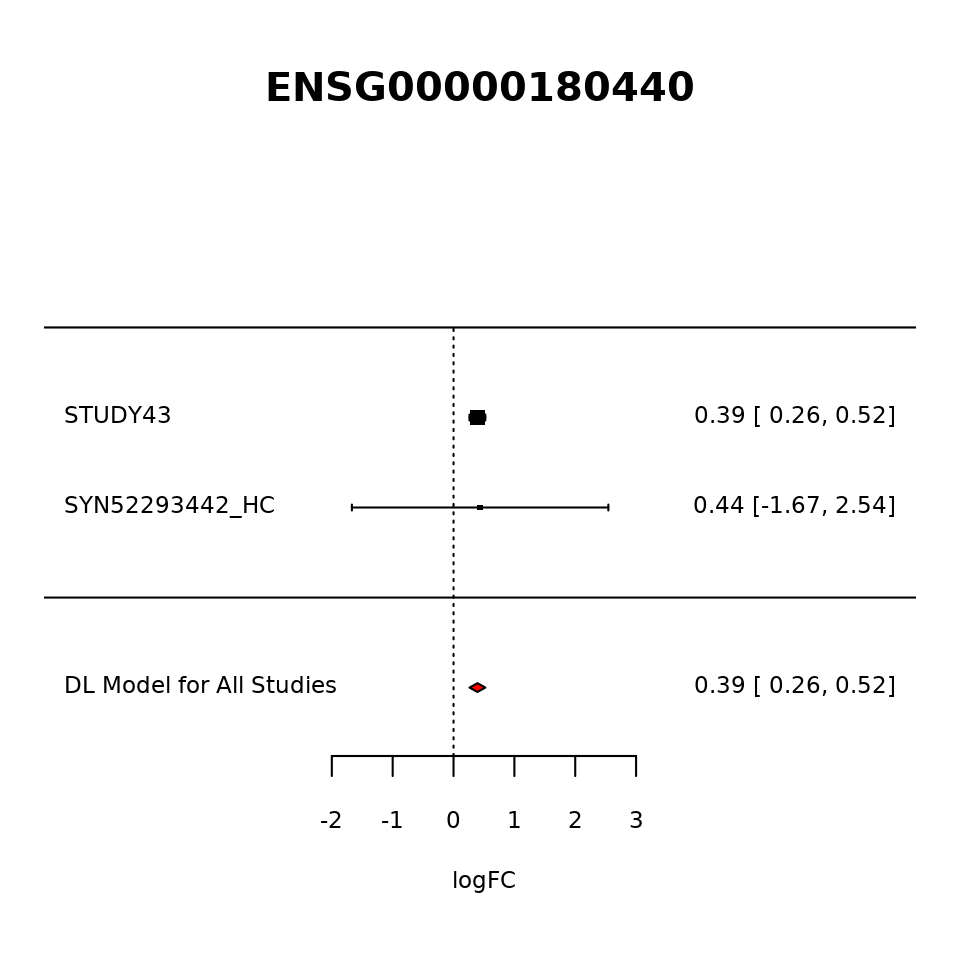 ENSG00000180440
STUDY43 0.39 [ 0.26, 0.52]
SYN52293442_HC 0.44 [-1.67, 2.54]
DL Model for All Studies 0.39 [ 0.26, 0.52]
-2 -1 0 1 2 3
logFC